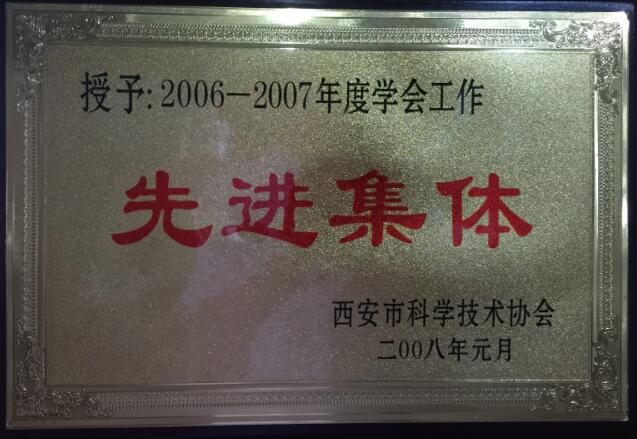 授予:2006－2007年度学会工作
先进集体
西安市科学技术协会
二00八年元月